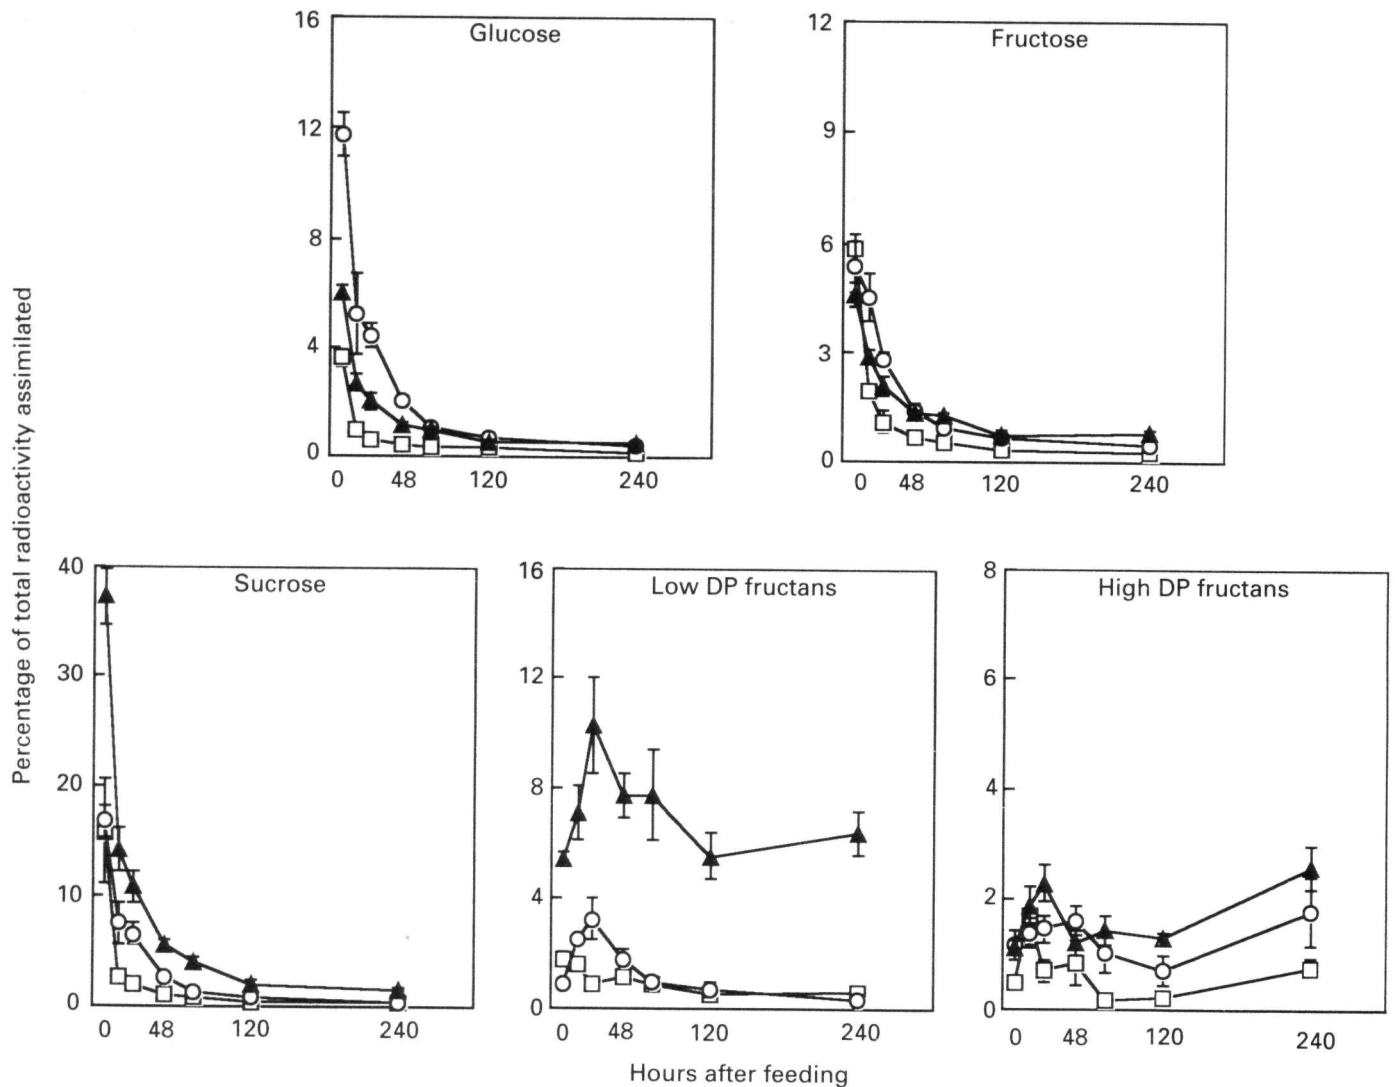 Glucose
16
12
8
4
0
0 48 120 240
Fructose
12
9
6
3
0
0 48 120 240
Percentage of total radioactivity assimilated
Sucrose
40
30
20
10
0
0 48 120 240
Low DP fructans
16
12
8
4
0
0 48 120 240
High DP fructans
8
6
4
2
0
0 48 120 240
Hours after feeding